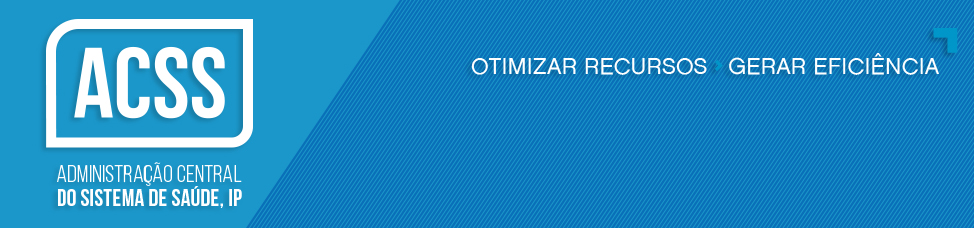 ACSS
ADMINISTRAÇÃO CENTRAL
DO SISTEMA DE SAÚDE, IP
OTIMIZAR RECURSOS › GERAR EFICIÊNCIA